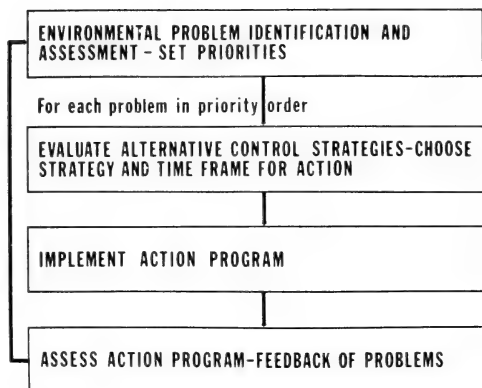 ENVIRONMENTAL PROBLEM IDENTIFICATION AND
ASSESSMENT - SET PRIORITIES
For each problem in priority order
EVALUATE ALTERNATIVE CONTROL STRATEGIES-CHOOSE
STRATEGY AND TIME FRAME FOR ACTION
IMPLEMENT ACTION PROGRAM
ASSESS ACTION PROGRAM-FEEDBACK OF PROBLEMS